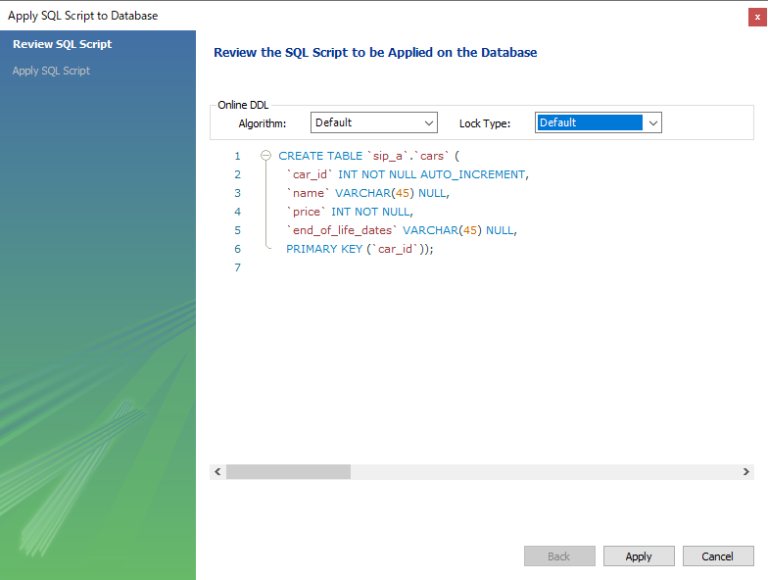 Apply SQL Script to Database
x
Review SQL Script
Apply SQL Script
Review the SQL Script to be Applied on the Database
Online DDL
Algorithm: Default Lock Type: Default
1 CREATE TABLE `sip_a`.`cars` (
2 `car_id` INT NOT NULL AUTO_INCREMENT,
3 `name` VARCHAR(45) NULL,
4 `price` INT NOT NULL,
5 `end_of_life_dates` VARCHAR(45) NULL,
6 PRIMARY KEY (`car_id`));
7
Back Apply Cancel